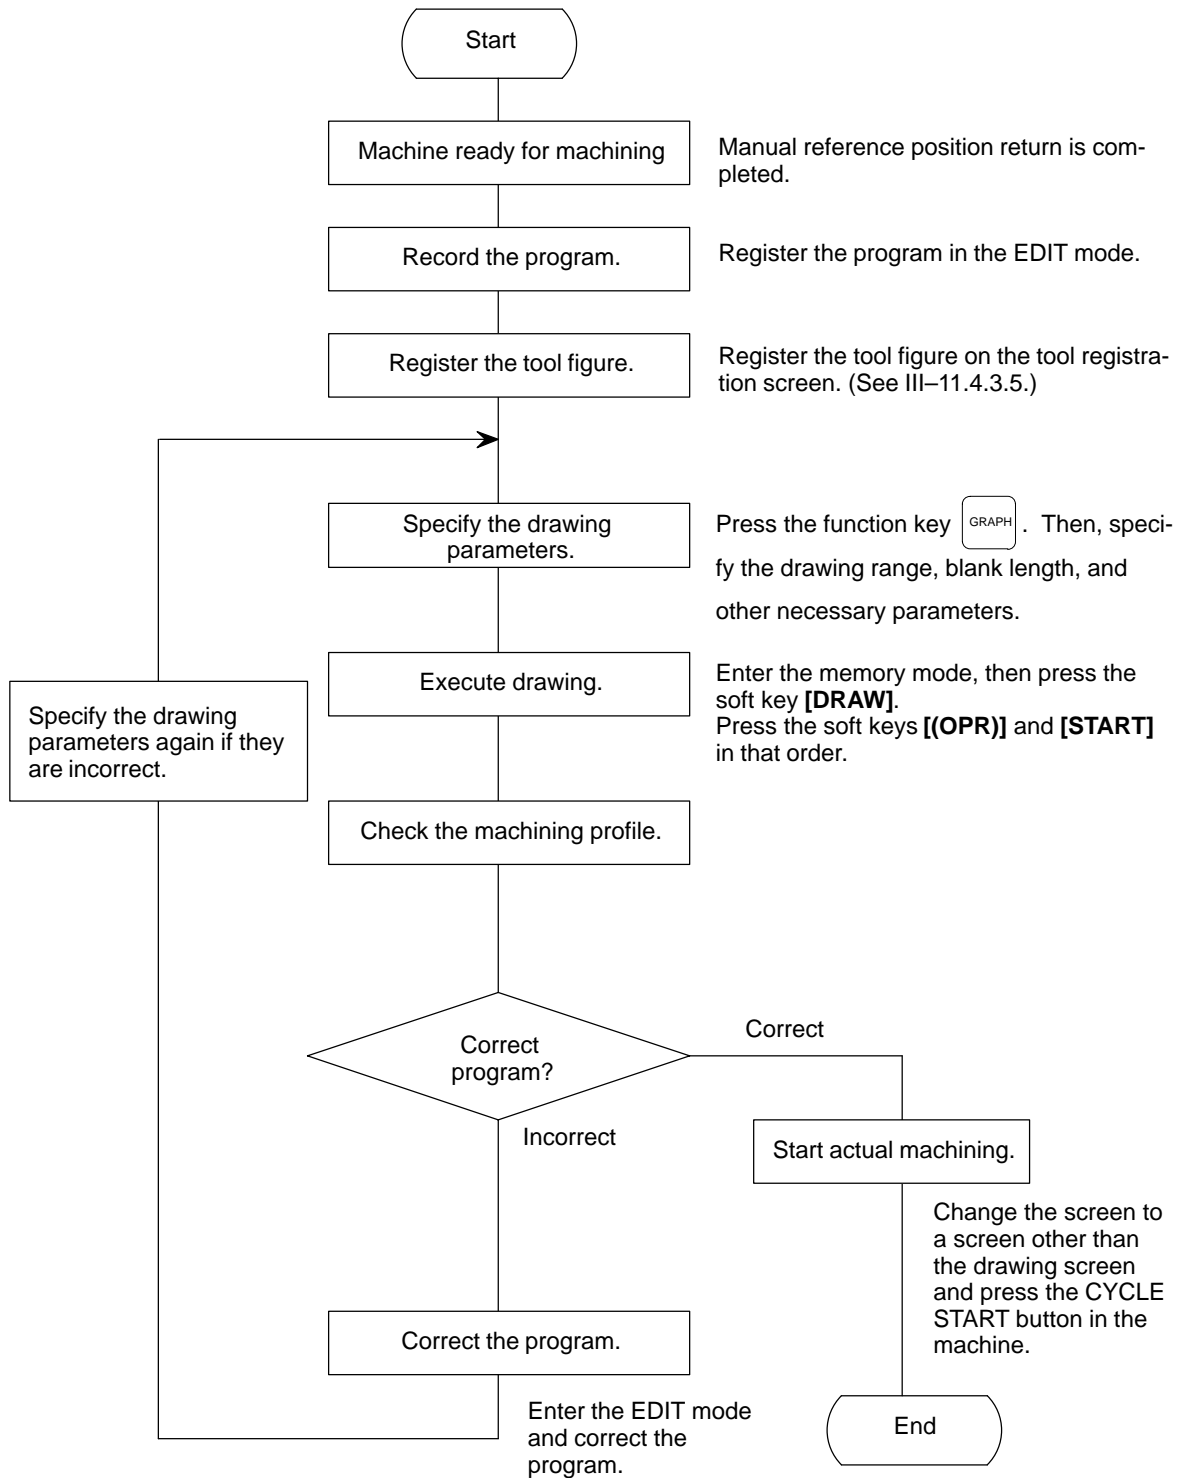 Start
Machine ready for machining
Manual reference position return is com-
pleted.
Record the program.
Register the program in the EDIT mode.
Register the tool figure.
Register the tool figure on the tool registra-
tion screen. (See III–11.4.3.5.)
Specify the drawing
parameters.
Press the function key GRAPH . Then, speci-
fy the drawing range, blank length, and
other necessary parameters.
Execute drawing.
Enter the memory mode, then press the
soft key [DRAW].
Press the soft keys [(OPR)] and [START]
in that order.
Specify the drawing
parameters again if they
are incorrect.
Check the machining profile.
Correct
program?
Correct
Incorrect
Start actual machining.
Change the screen to
a screen other than
the drawing screen
and press the CYCLE
START button in the
machine.
Correct the program.
Enter the EDIT mode
and correct the
program.
End